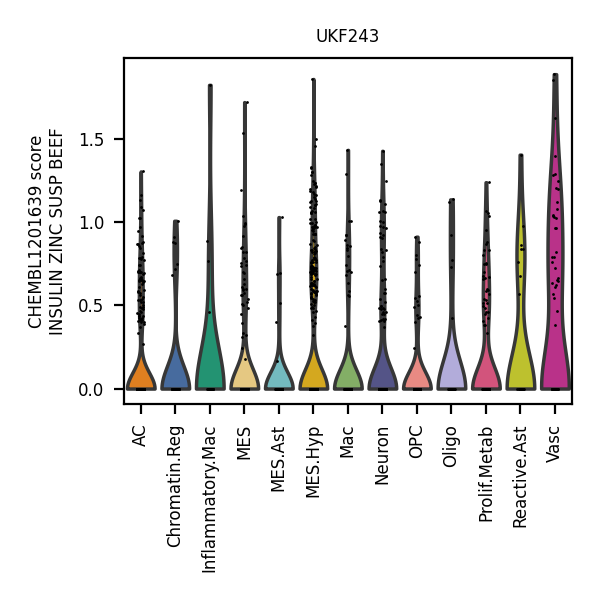 UKF243
CHEMBL1201639 score
INSULIN ZINC SUSP BEEF
1.5
1.0
0.5
0.0
AC
Chromatin.Reg
Inflammatory.Mac
MES
MES.Ast
MES.Hyp
Mac
Neuron
OPC
Oligo
Prolif.Metab
Reactive.Ast
Vasc